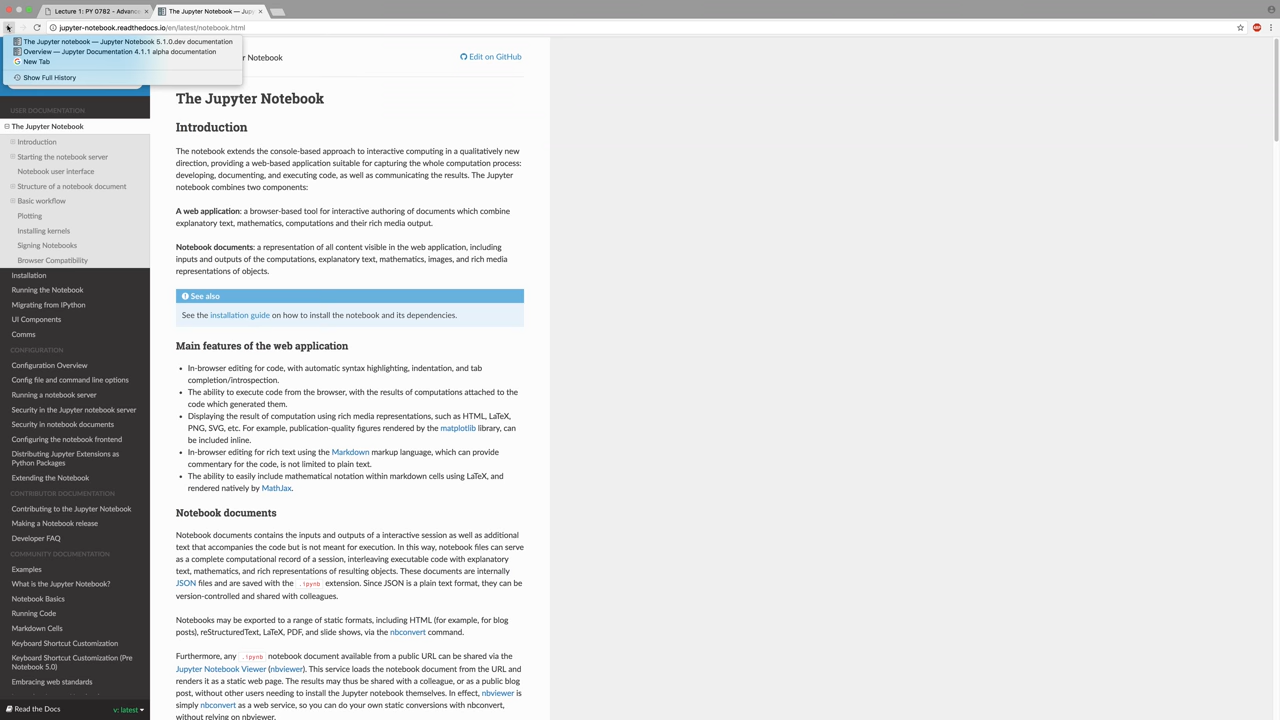 Lecture 1: PY 0782 - Advanc
The Jupyter Notebook — Jup
jupyter-notebook.readthedocs.io/en/latest/notebook.html
The Jupyter notebook — Jupyter Notebook 5.1.0.dev documentation
Overview — Jupyter Documentation 4.1.1 alpha documentation
New Tab
Show Full History
r Notebook
Edit on GitHub
USER DOCUMENTATION
The Jupyter Notebook
Introduction
Starting the notebook server
Notebook user interface
Structure of a notebook document
Basic workflow
Plotting
Installing kernels
Signing Notebooks
Browser Compatibility
Installation
Running the Notebook
Migrating from IPython
UI Components
Comms
CONFIGURATION
Configuration Overview
Config file and command line options
Running a notebook server
Security in the Jupyter notebook server
Security in notebook documents
Configuring the notebook frontend
Distributing Jupyter Extensions as
Python Packages
Extending the Notebook
CONTRIBUTOR DOCUMENTATION
Contributing to the Jupyter Notebook
Making a Notebook release
Developer FAQ
COMMUNITY DOCUMENTATION
Examples
What is the Jupyter Notebook?
Notebook Basics
Running Code
Markdown Cells
Keyboard Shortcut Customization
Keyboard Shortcut Customization (Pre
Notebook 5.0)
Embracing web standards
Read the Docs
v: latest
The Jupyter Notebook
Introduction
The notebook extends the console-based approach to interactive computing in a qualitatively new
direction, providing a web-based application suitable for capturing the whole computation process:
developing, documenting, and executing code, as well as communicating the results. The Jupyter
notebook combines two components:
A web application: a browser-based tool for interactive authoring of documents which combine
explanatory text, mathematics, computations and their rich media output.
Notebook documents: a representation of all content visible in the web application, including
inputs and outputs of the computations, explanatory text, mathematics, images, and rich media
representations of objects.
See also
See the installation guide on how to install the notebook and its dependencies.
Main features of the web application
• In-browser editing for code, with automatic syntax highlighting, indentation, and tab
completion/introspection.
• The ability to execute code from the browser, with the results of computations attached to the
code which generated them.
• Displaying the result of computation using rich media representations, such as HTML, LaTeX,
PNG, SVG, etc. For example, publication-quality figures rendered by the matplotlib library, can
be included inline.
• In-browser editing for rich text using the Markdown markup language, which can provide
commentary for the code, is not limited to plain text.
• The ability to easily include mathematical notation within markdown cells using LaTeX, and
rendered natively by MathJax.
Notebook documents
Notebook documents contains the inputs and outputs of a interactive session as well as additional
text that accompanies the code but is not meant for execution. In this way, notebook files can serve
as a complete computational record of a session, interleaving executable code with explanatory
text, mathematics, and rich representations of resulting objects. These documents are internally
JSON files and are saved with the .ipynb extension. Since JSON is a plain text format, they can be
version-controlled and shared with colleagues.
Notebooks may be exported to a range of static formats, including HTML (for example, for blog
posts), reStructuredText, LaTeX, PDF, and slide shows, via the nbconvert command.
Furthermore, any .ipynb notebook document available from a public URL can be shared via the
Jupyter Notebook Viewer (nbviewer). This service loads the notebook document from the URL and
renders it as a static web page. The results may thus be shared with a colleague, or as a public blog
post, without other users needing to install the Jupyter notebook themselves. In effect, nbviewer is
simply nbconvert as a web service, so you can do your own static conversions with nbconvert,
without relying on nbviewer.